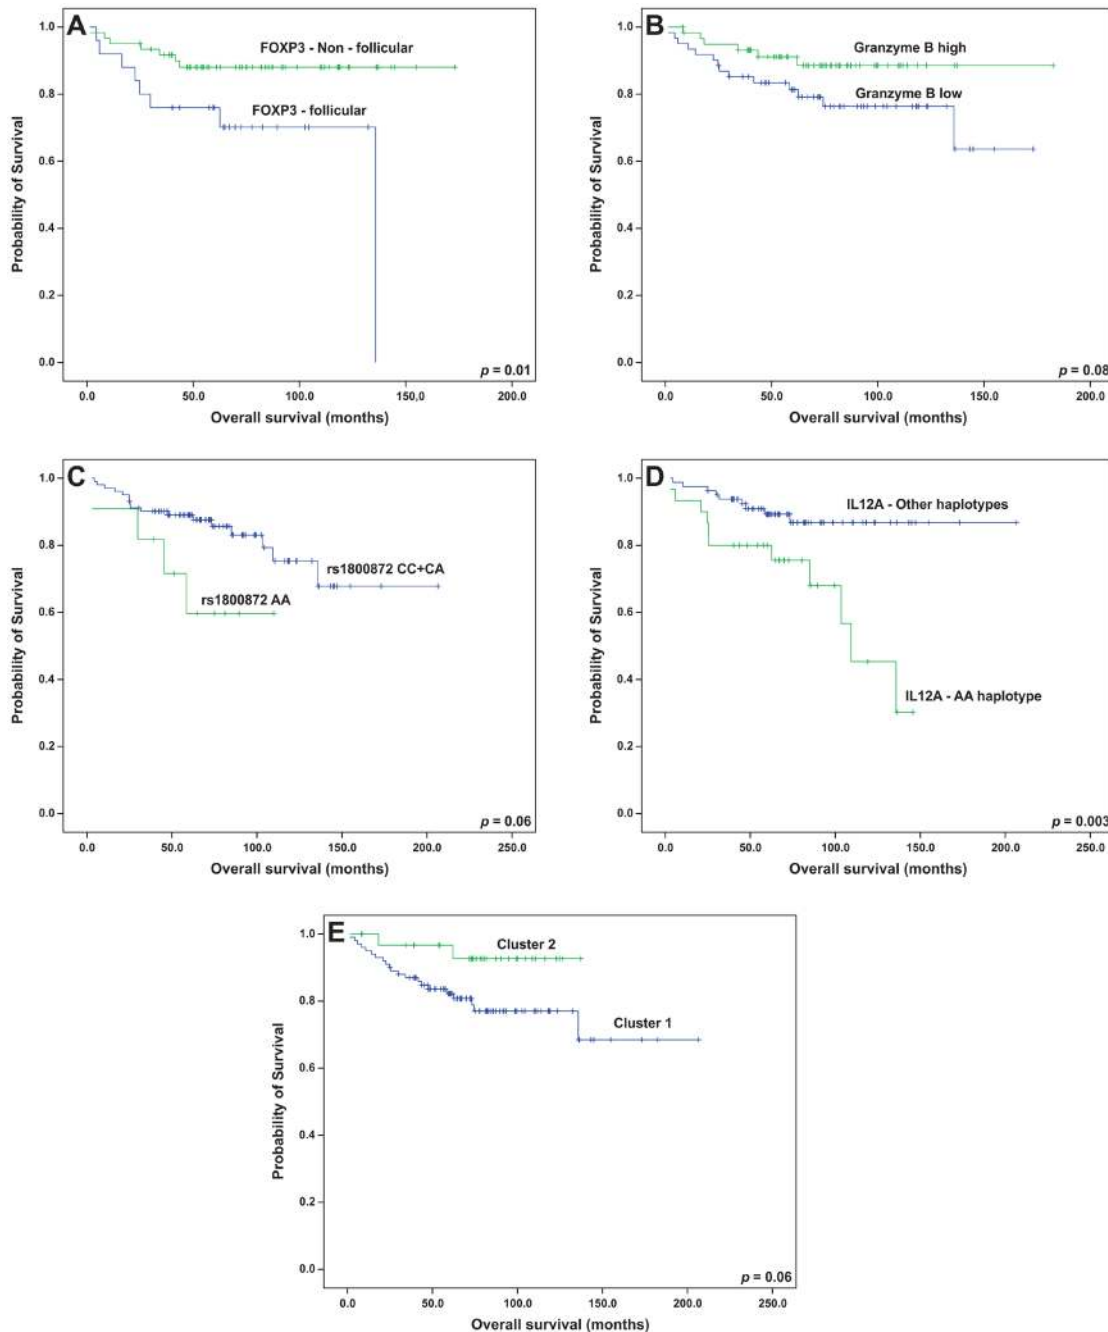 A
1.0
FOXP3 - Non - follicular
0.8
FOXP3 - follicular
0.6
0.4
0.2
0.0
Probability of Survival
p = 0.01
0.0 50.0 100.0 150.0 200.0
Overall survival (months)
B
1.0
Granzyme B high
0.8
Granzyme B low
0.6
0.4
0.2
0.0
Probability of Survival
p = 0.08
0.0 50.0 100.0 150.0 200.0
Overall survival (months)
C
1.0
0.8
rs1800872 CC+CA
rs1800872 AA
0.6
0.4
0.2
0.0
Probability of Survival
p = 0.06
0.0 50.0 100.0 150.0 200.0 250.0
Overall survival (months)
D
1.0
IL12A - Other haplotypes
0.8
0.6
0.4
IL12A - AA haplotype
0.2
0.0
Probability of Survival
p = 0.003
0.0 50.0 100.0 150.0 200.0 250.0
Overall survival (months)
E
1.0
Cluster 2
0.8
Cluster 1
0.6
0.4
0.2
0.0
Probability of Survival
p = 0.06
0.0 50.0 100.0 150.0 200.0 250.0
Overall survival (months)